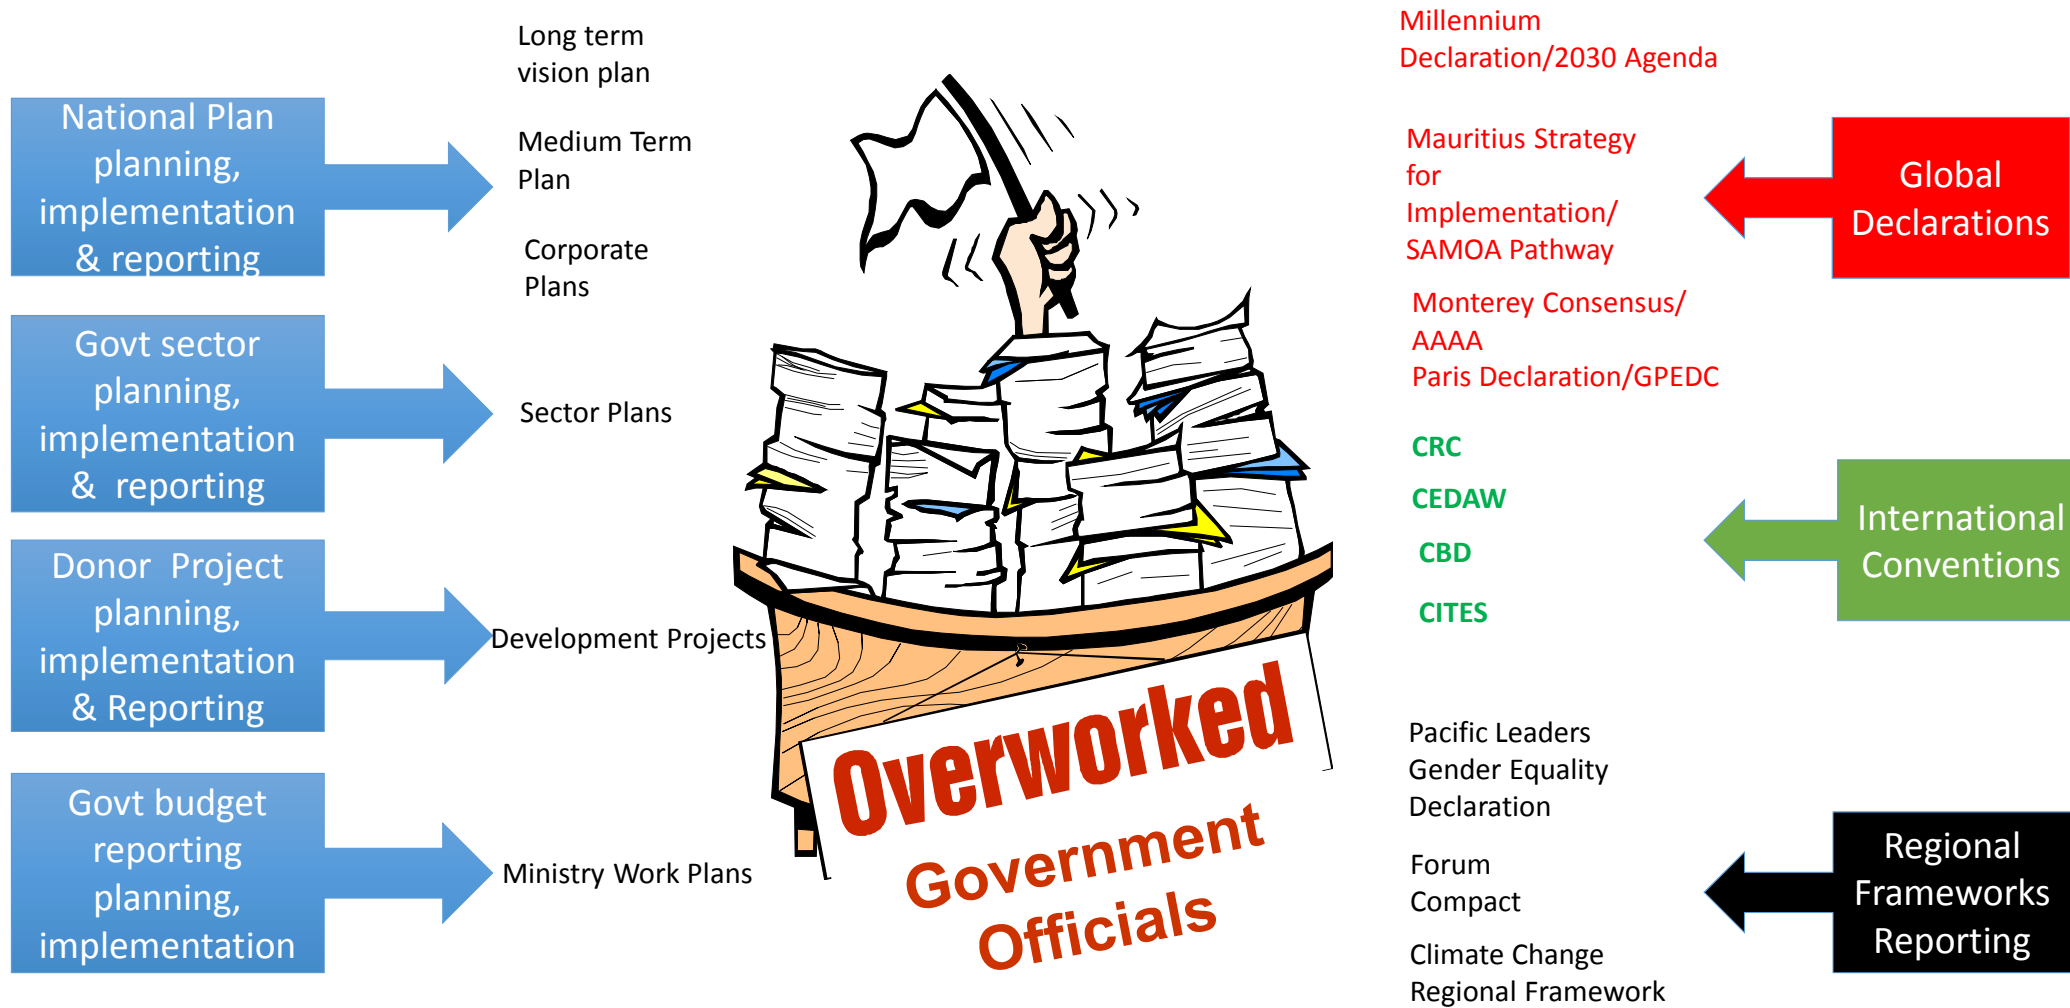 National Plan
planning,
implementation
& reporting
Long term
vision plan
Medium Term
Plan
Corporate
Plans
Govt sector
planning,
implementation
&  reporting
Sector Plans
Donor  Project
planning,
implementation
& Reporting
Development Projects
Govt budget
reporting
planning,
implementation
Ministry Work Plans
Overworked
Government
Officials
Millennium
Declaration/2030 Agenda
Mauritius Strategy
for
Implementation/
SAMOA Pathway
Monterey Consensus/
AAAA
Paris Declaration/GPEDC
Global
Declarations
CRC
CEDAW
CBD
CITES
International
Conventions
Pacific Leaders
Gender Equality
Declaration
Forum
Compact
Climate Change
Regional Framework
Regional
Frameworks
Reporting